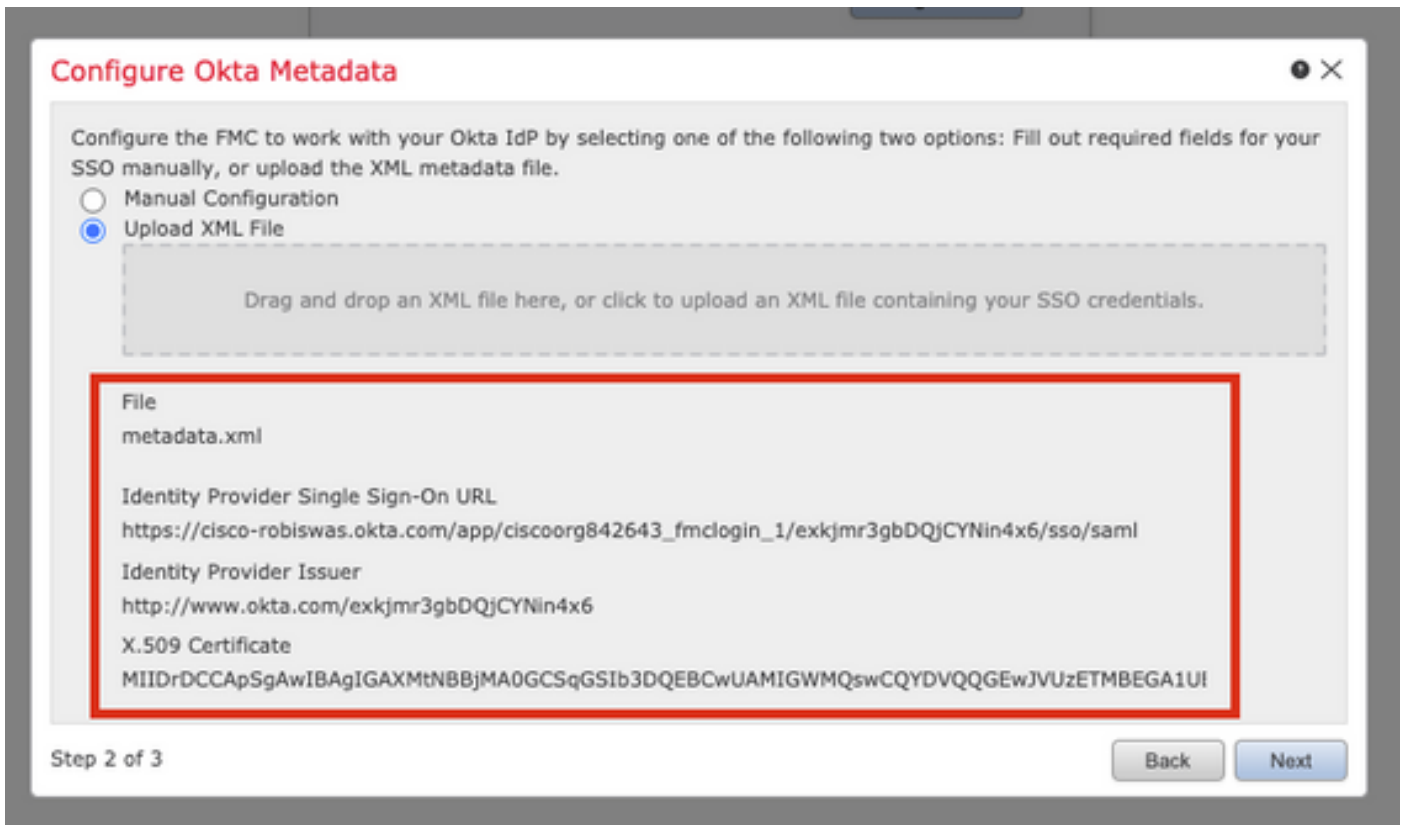 Configure Okta Metadata
Configure the FMC to work with your Okta IdP by selecting one of the following two options: Fill out required fields for your
SSO manually, or upload the XML metadata file.
Manual Configuration
Upload XML File
Drag and drop an XML file here, or click to upload an XML file containing your SSO credentials.
File
metadata.xml
Identity Provider Single Sign-On URL
https://cisco-robiswas.okta.com/app/ciscoorg842643_fmclogin_1/exkjmr3gbDQjCYNin4x6/sso/saml
Identity Provider Issuer
http://www.okta.com/exkjmr3gbDQjCYNin4x6
X.509 Certificate
MIIDrDCCApSgAwIBAgIGAXMtNBBjMA0GCSqGSIb3DQEBCwUAMIGWMQswCQYDVQQGEwJVUzETMBEGA1UE
Step 2 of 3
Back
Next